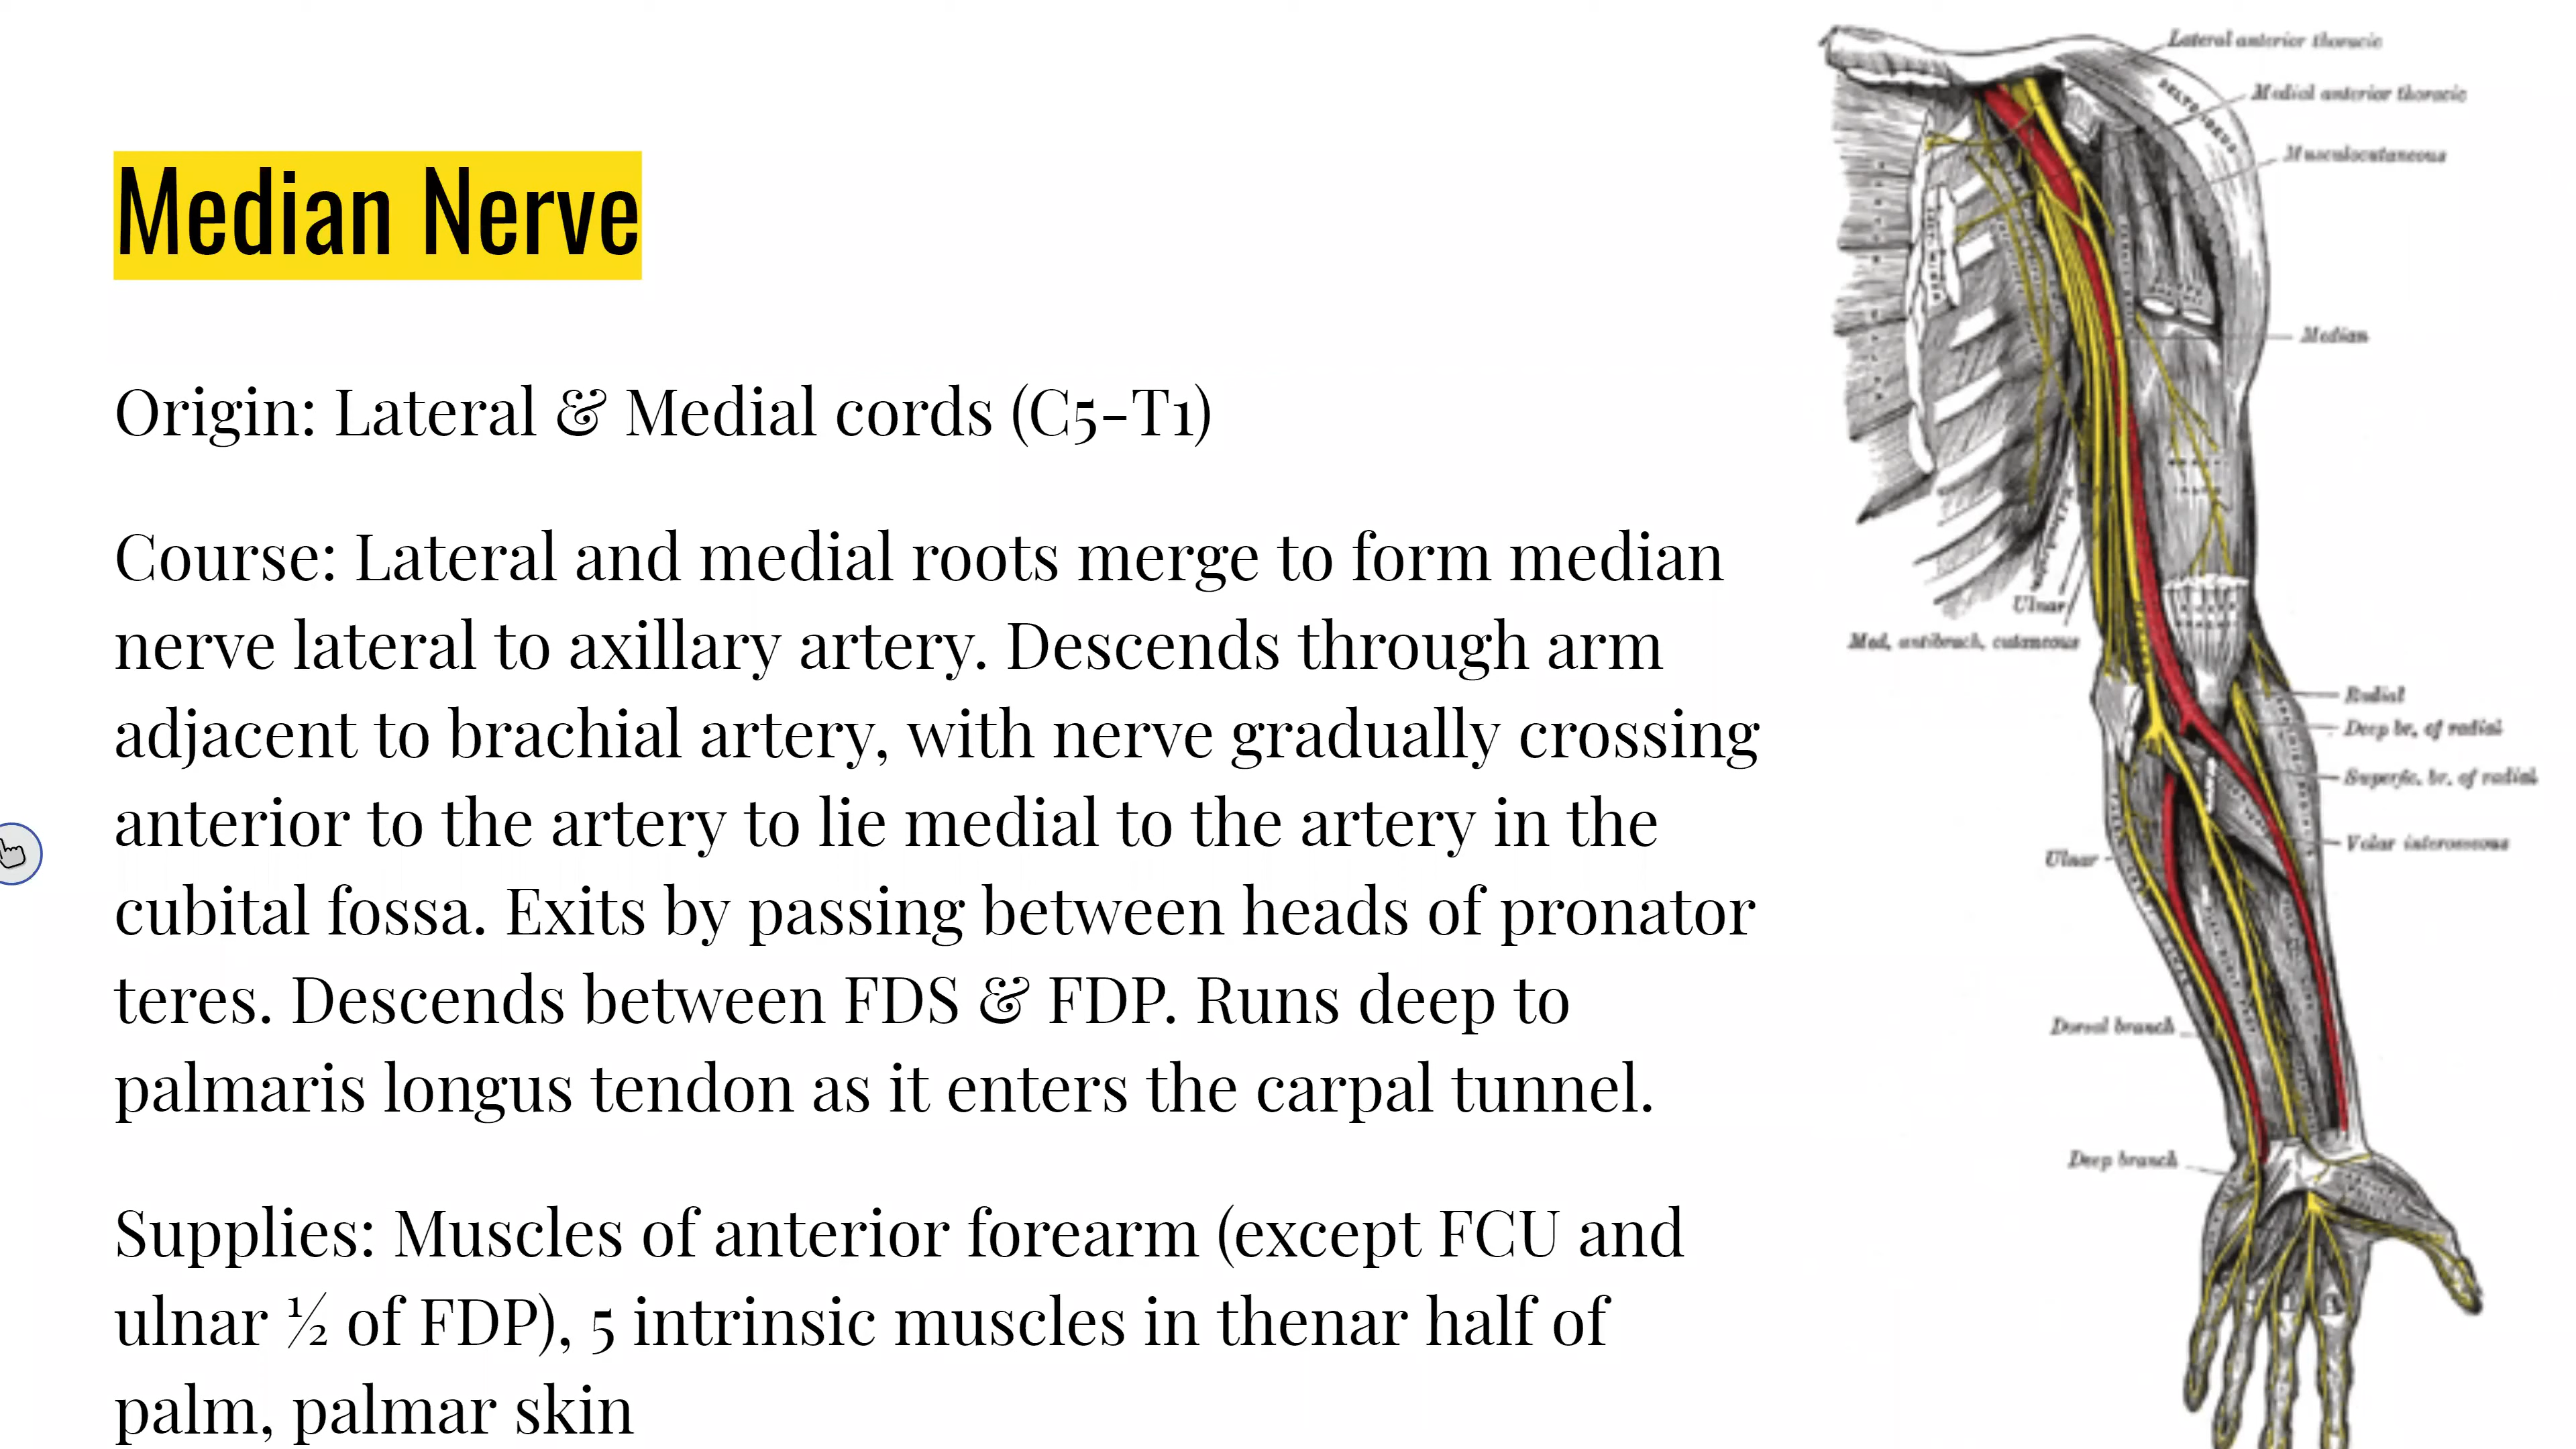 Median Nerve
Origin: Lateral & Medial cords (C5-T1)
Course: Lateral and medial roots merge to form median
nerve lateral to axillary artery. Descends through arm
adjacent to brachial artery, with nerve gradually crossing
anterior to the artery to lie medial to the artery in the
cubital fossa. Exits by passing between heads of pronator
teres. Descends between FDS & FDP. Runs deep to
palmaris longus tendon as it enters the carpal tunnel.
Supplies: Muscles of anterior forearm (except FCU and
ulnar ½ of FDP), 5 intrinsic muscles in thenar half of
palm, palmar skin
Lateral anterior thoracic
Medial anterior thoracic
DELTOIDEUS
Musculocutaneous
Median
Ulnar
Med. antibrach. cutaneous
Radial
Deep br. of radial
Superfic. br. of radial
Volar interosseous
Ulnar
Dorsal branch
Deep branch